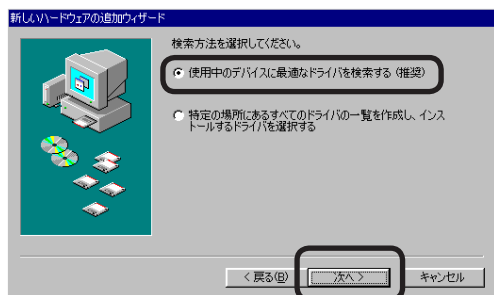 新しいハードウェアの追加ウィザード
検索方法を選択してください。
使用中のデバイスに最適なドライバを検索する (推奨)
特定の場所にあるすべてのドライバの一覧を作成し、インス
トールするドライバを選択する
< 戻る(B)
次へ >
キャンセル